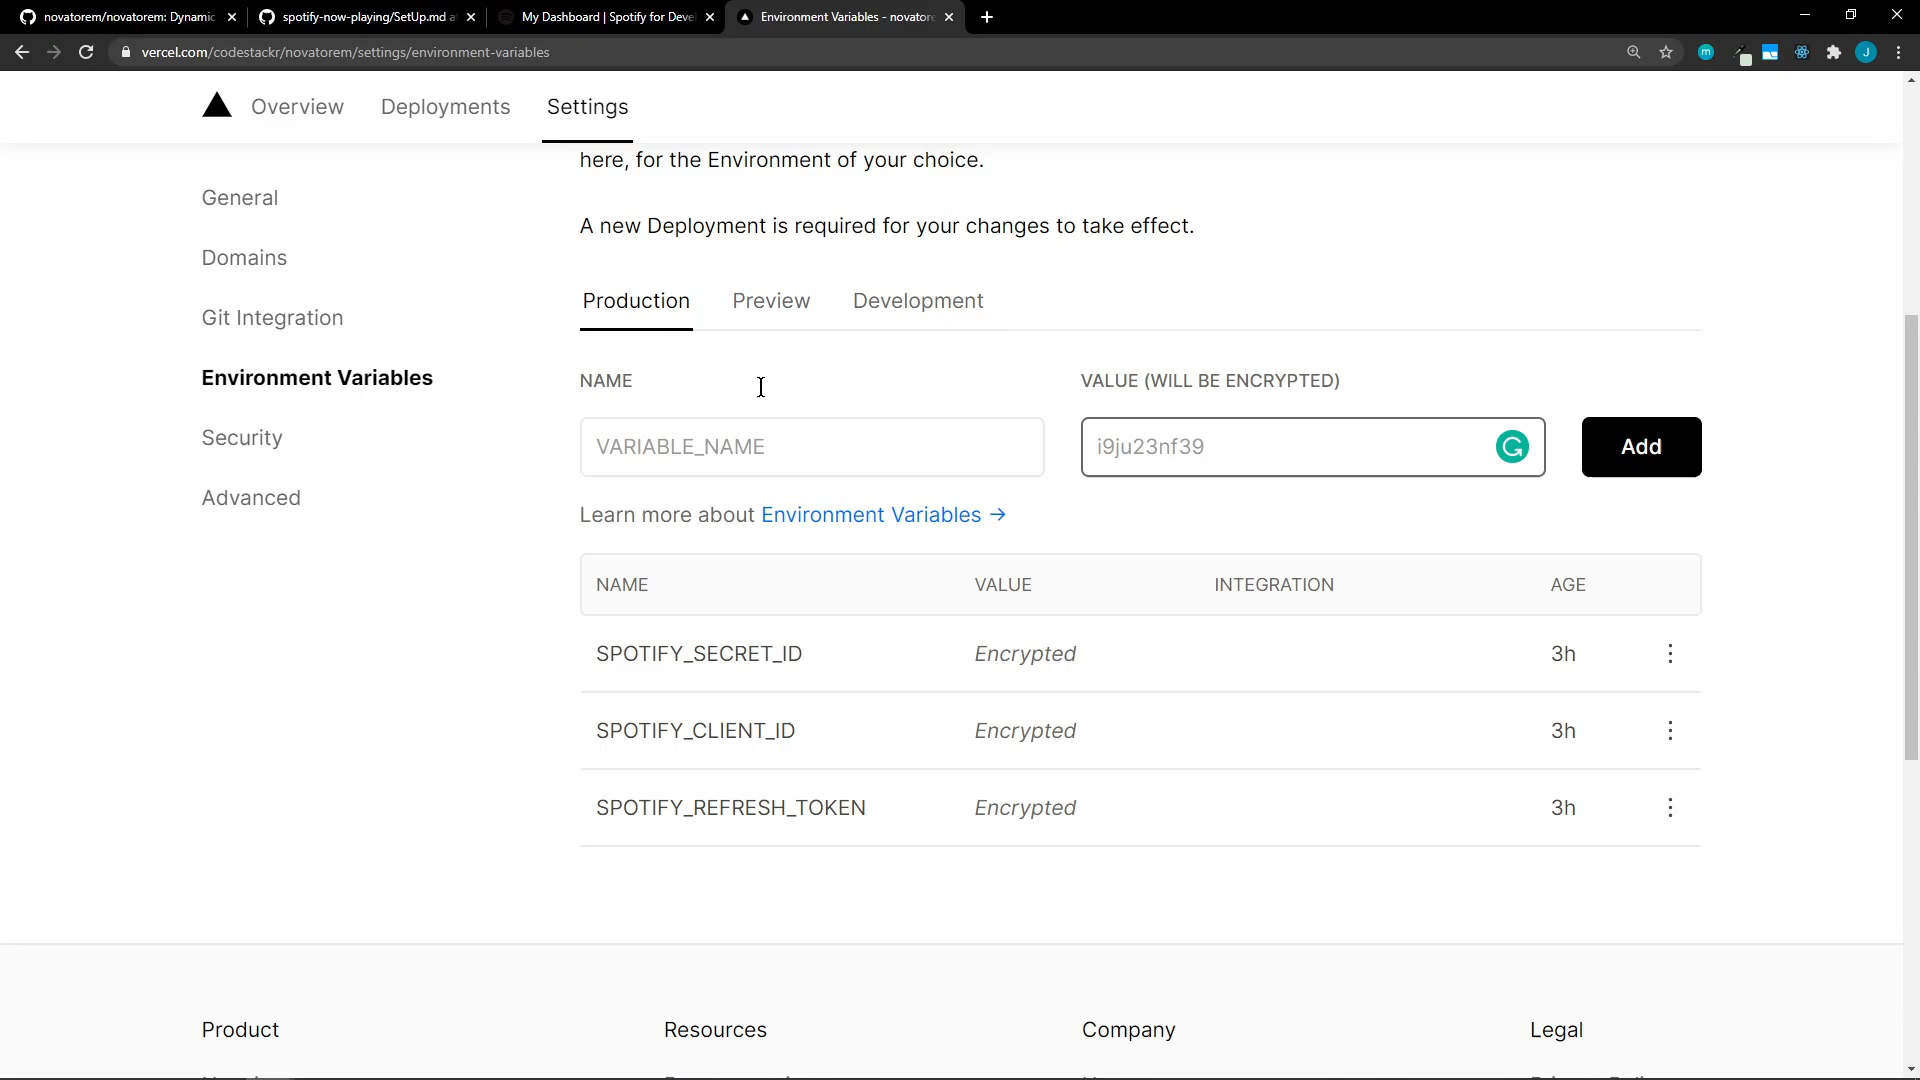 novatorem/novatorem: Dynamic
spotify-now-playing/SetUp.md a
My Dashboard | Spotify for Deve
Environment Variables - novatore
vercel.com/codestackr/novatorem/settings/environment-variables
m
J
Overview
Deployments
Settings
here, for the Environment of your choice.
General
A new Deployment is required for your changes to take effect.
Domains
Production
Preview
Development
Git Integration
Environment Variables
NAME
VALUE (WILL BE ENCRYPTED)
Security
VARIABLE_NAME
i9ju23nf39
Add
Advanced
Learn more about Environment Variables →
NAME
VALUE
INTEGRATION
AGE
SPOTIFY_SECRET_ID
Encrypted
3h
SPOTIFY_CLIENT_ID
Encrypted
3h
SPOTIFY_REFRESH_TOKEN
Encrypted
3h
Product
Resources
Company
Legal